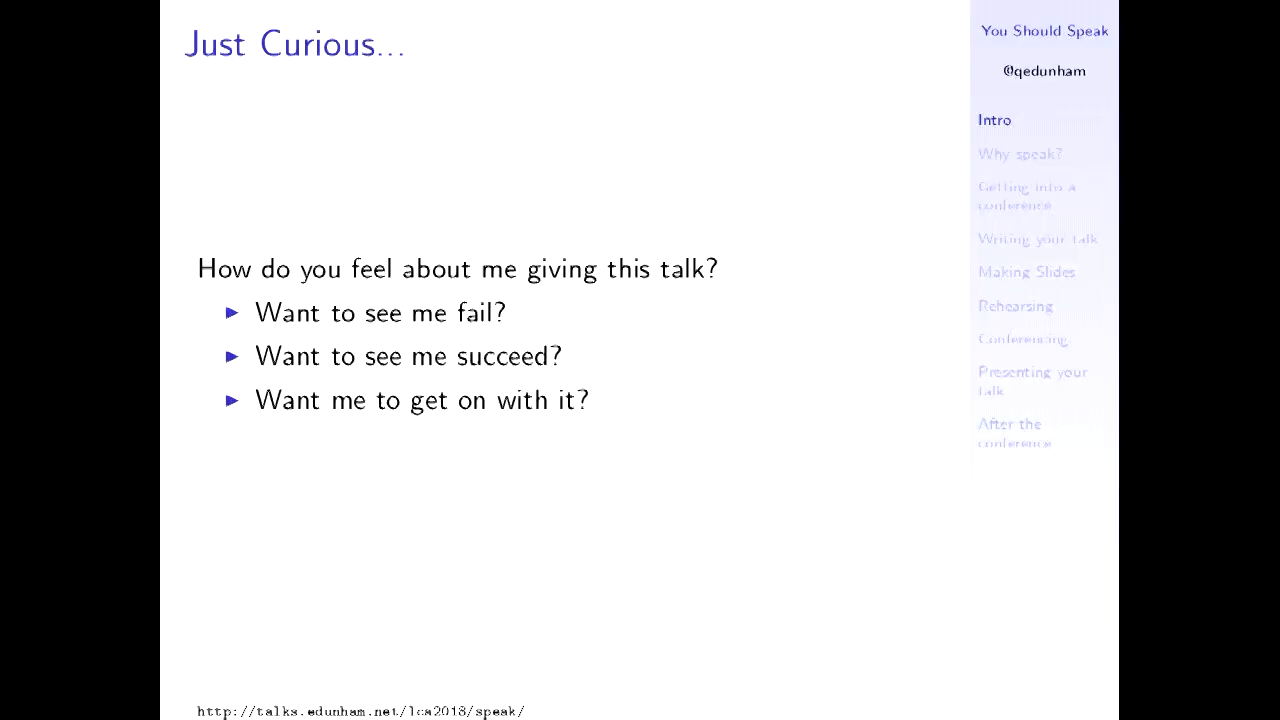 Just Curious...
How do you feel about me giving this talk?
▶ Want to see me fail?
▶ Want to see me succeed?
▶ Want me to get on with it?
http://talks.edunham.net/lca2018/speak/
You Should Speak
@qedunham
Intro
Why speak?
Getting into a
conference
Writing your talk
Making Slides
Rehearsing
Conferencing
Presenting your
talk
After the
conference